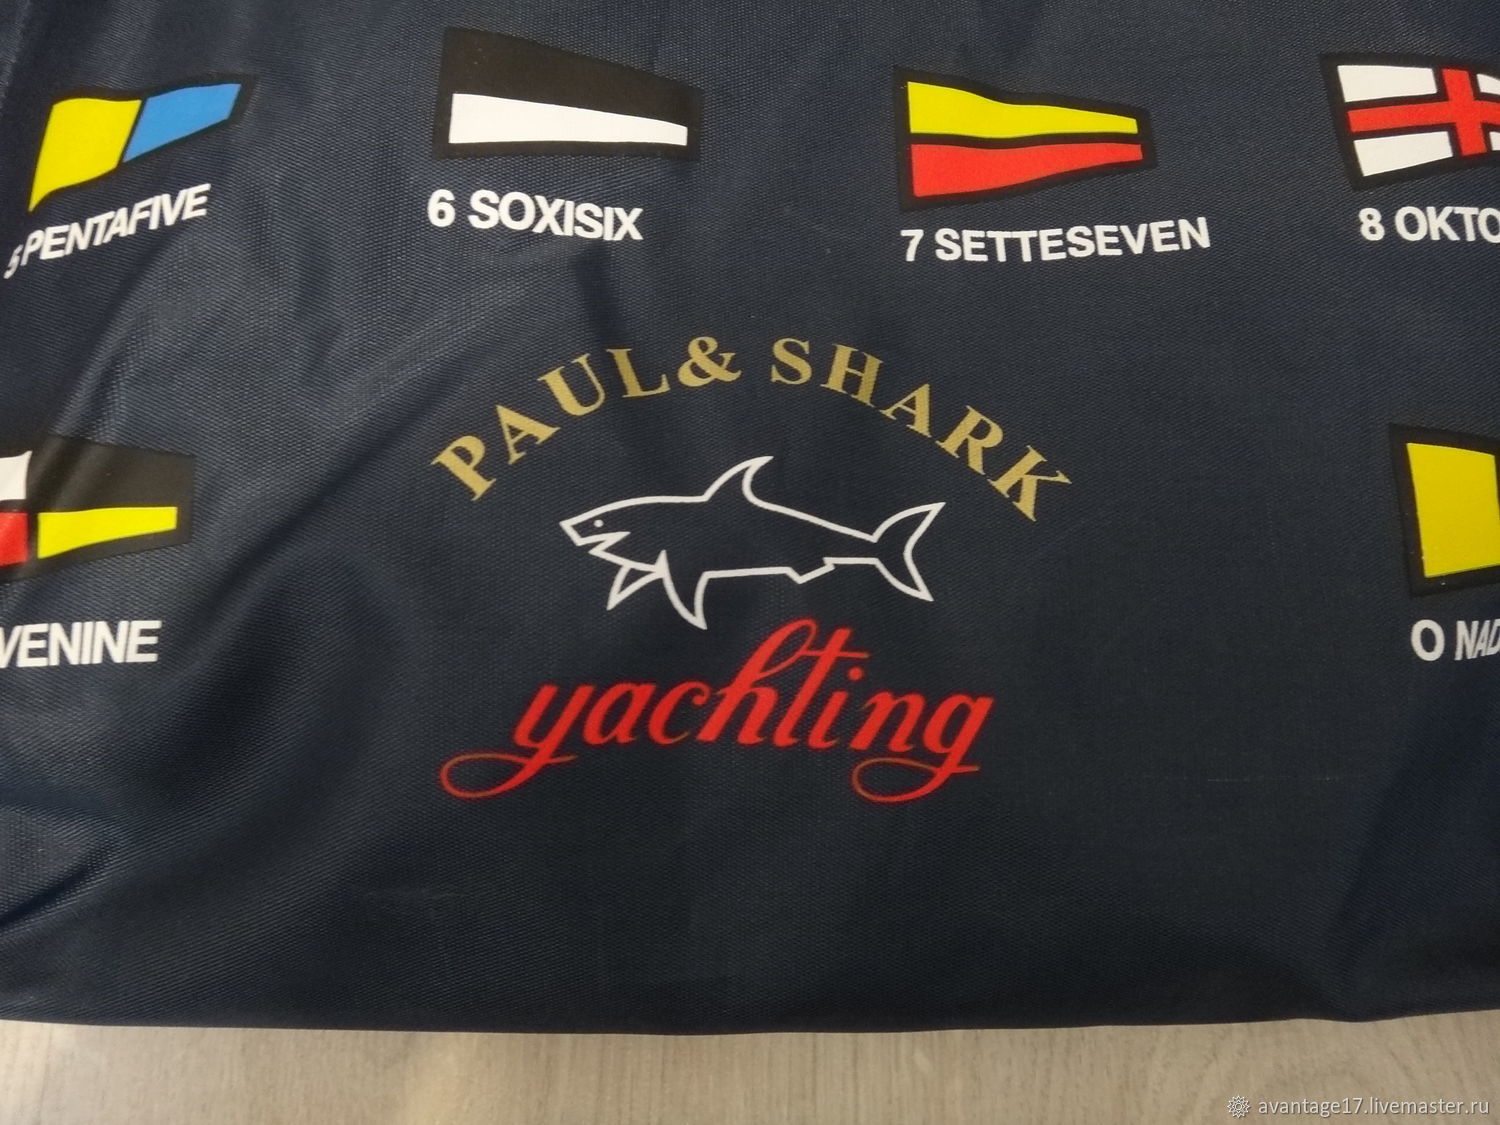 5 PENTAFIVE
6 SOXISIX
7 SETTESEVEN
8 OKTO
PAUL & SHARK
yachting
VENINE
O NAD
avantage17.livemaster.ru